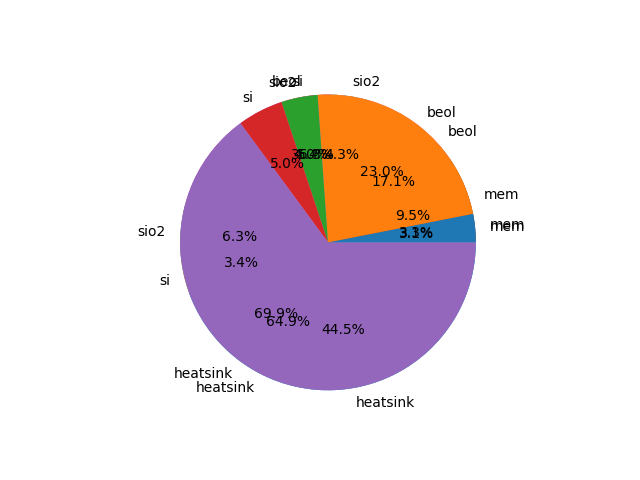 sio2
beol
si
sio2
si
beol
beol
5.0%
23.0%
17.1%
mem
9.5%
mem
mem
3.1%
sio2
6.3%
si
3.4%
69.9%
64.9%
44.5%
heatsink
heatsink
heatsink